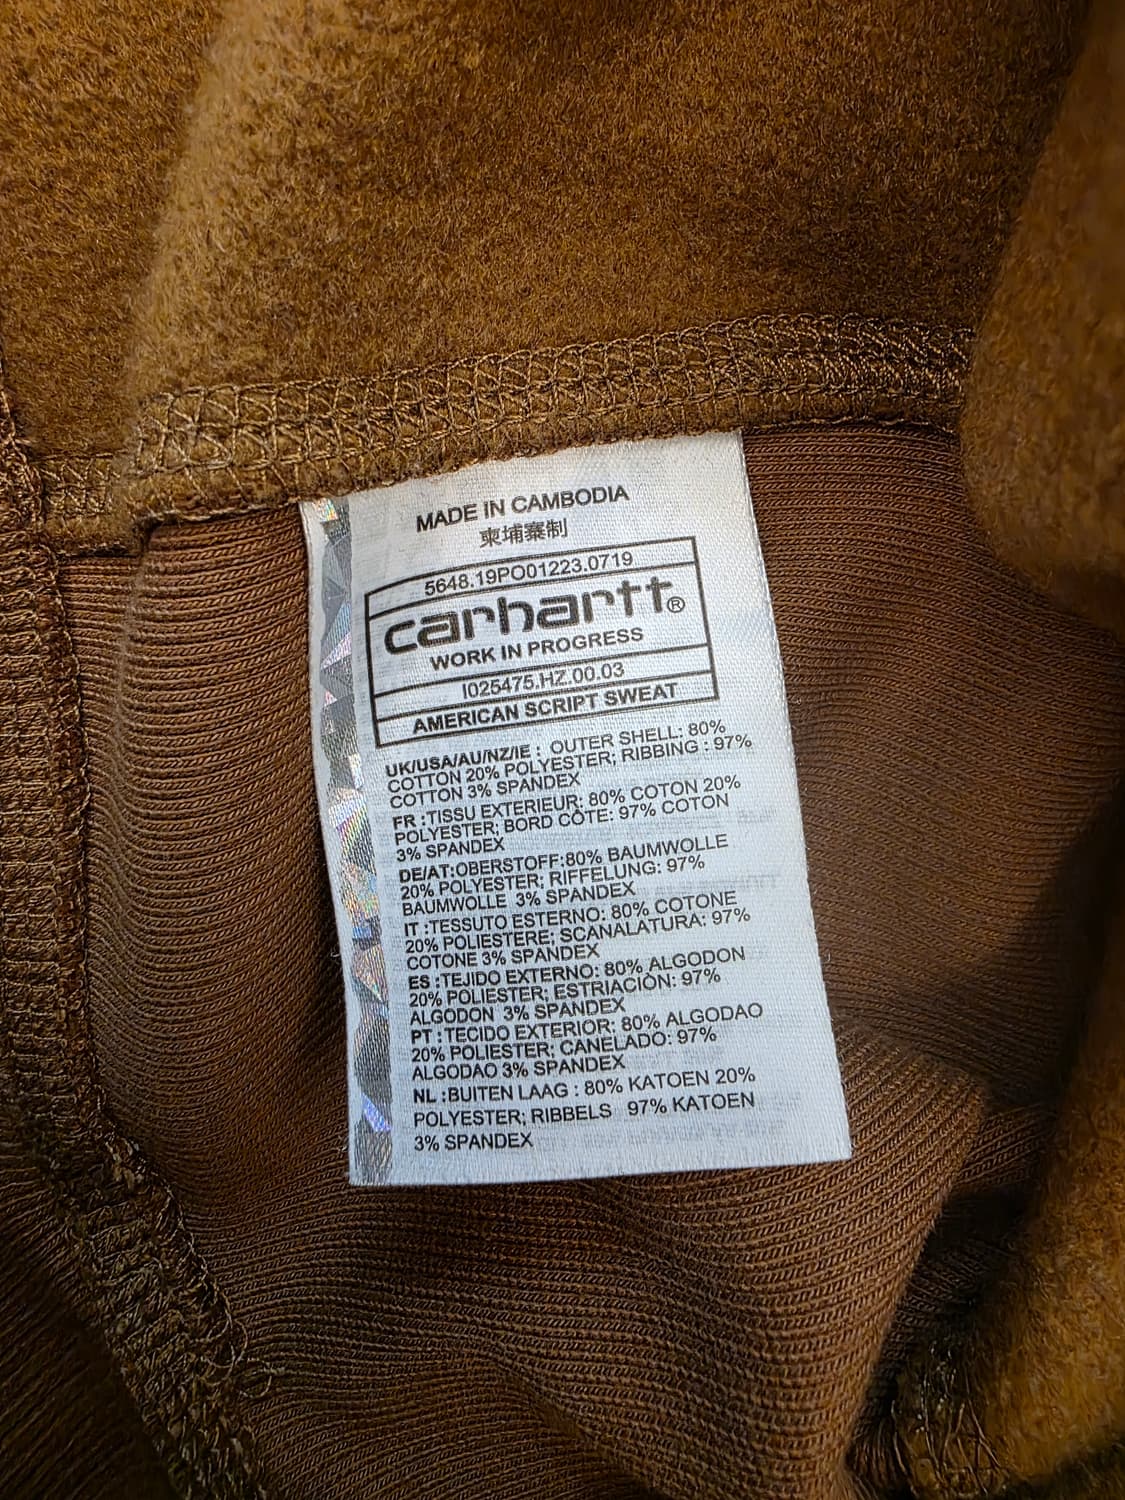 MADE IN CAMBODIA
柬埔寨制
5648.19PO01223.0719
carhartt®
WORK IN PROGRESS
I025475.HZ.00.03
AMERICAN SCRIPT SWEAT
UK/USA/AU/NZ/IE : OUTER SHELL: 80%
COTTON 20% POLYESTER; RIBBING : 97%
COTTON 3% SPANDEX
FR :TISSU EXTERIEUR: 80% COTON 20%
POLYESTER; BORD CÒTE: 97% COTON
3% SPANDEX
DE/AT:OBERSTOFF:80% BAUMWOLLE
20% POLYESTER; RIFFELUNG: 97%
BAUMWOLLE 3% SPANDEX
IT :TESSUTO ESTERNO: 80% COTONE
20% POLIESTERE; SCANALATURA: 97%
COTONE 3% SPANDEX
ES :TEJIDO EXTERNO: 80% ALGODON
20% POLIESTER; ESTRIACIÒN: 97%
ALGODON 3% SPANDEX
PT :TECIDO EXTERIOR: 80% ALGODAO
20% POLIESTER; CANELADO: 97%
ALGODAO 3% SPANDEX
NL :BUITEN LAAG : 80% KATOEN 20%
POLYESTER; RIBBELS 97% KATOEN
3% SPANDEX